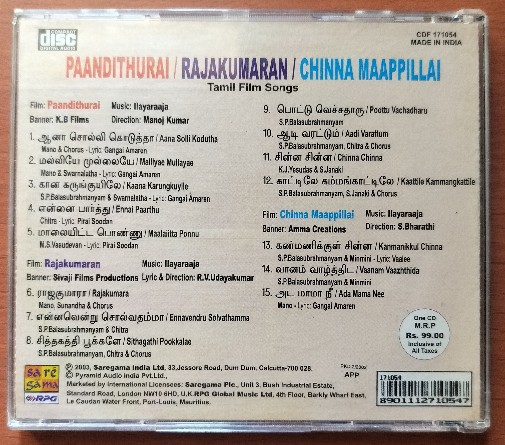 COMPACT
disc
DIGITAL AUDIO
CDF 171054
MADE IN INDIA
PAANDITHURAI / RAJAKUMARAN / CHINNA MAAPPILLAI
Tamil Film Songs
Film: Paandithurai Music: Ilayaraaja
Banner: K.B Films Direction: Manoj Kumar
1. ஆனா சொல்லி கொடுத்தா / Aana Solli Kodutha
Mano & Chorus - Lyric: Gangai Amaren
2. மல்லியே முல்லையே / Malliyae Mullayae
Mano & Swarnalatha - Lyric: Gangai Amaren
3. கான கருங்குயிலே / Kaana Karungkuyile
S.P.Balasubrahmanyam & Swarnalatha - Lyric: Gangai Amaren
4. என்னை பார்த்து / Ennai Paarthu
Chitra - Lyric: Pirai Soodan
5. மாலையிட்ட பொண்ணு / Maalaiitta Ponnu
M.S.Vasudevan - Lyric: Pirai Soodan
Film: Rajakumaran Music: Ilayaraaja
Banner: Sivaji Films Productions Lyric & Direction: R.V.Udayakumar
6. ராஜகுமாரா / Rajakumara
Mano, Sunandha & Chorus
7. என்னவென்று சொல்வதம்மா / Ennavendru Solvathamma
S.P.Balasubrahmanyam & Chitra
8. சித்தகத்தி பூக்களே / Sithagathi Pookkalae
S.P.Balasubrahmanyam, Chitra & Chorus
9. பொட்டு வெச்சதாரு / Poottu Vachadharu
S.P.Balasubrahmanyam
10. ஆடி வரட்டும் / Aadi Varattum
S.P.Balasubrahmanyam, Chitra & Chorus
11. சின்ன சின்ன / Chinna Chinna
K.J.Yesudas & S.Janaki
12. காட்டிலே கம்மங்காட்டிலே / Kaattile Kammangkattile
S.P.Balasubrahmanyam, S.Janaki & Chorus
Film: Chinna Maappillai Music: Ilayaraaja
Banner: Amma Creations Direction: S.Bharathi
13. கண்மணிக்குள் சின்ன / Kanmanikkul Chinna
S.P.Balasubrahmanyam & Minmini - Lyric: Vaalee
14. வானம் வாழ்த்திட / Vaanam Vaazhthida
S.P.Balasubrahmanyam & Minmini
15. அட மாமா நீ / Ada Mama Nee
Mano - Lyric: Gangai Amaren
One CD
M.R.P
Rs. 99.00
Inclusive of
All Taxes
sa re
ga ma
RPG
℗ 2003, Saregama India Ltd, 33,Jessore Road, Dum Dum. Calcutta-700 028.
© Pyramid Audio India Pvt.Ltd.,
APP
Marketed by International Licensees: Saregama Plc., Unit 3, Bush Industrial Estate,
Standard Road, London NW10 6HD, U.K.RPG Global Music Ltd, 4th Floor, Barkly Wharf East,
Le Caudan Water Front, Port-Louis, Mauritius.
171054
8901112710547